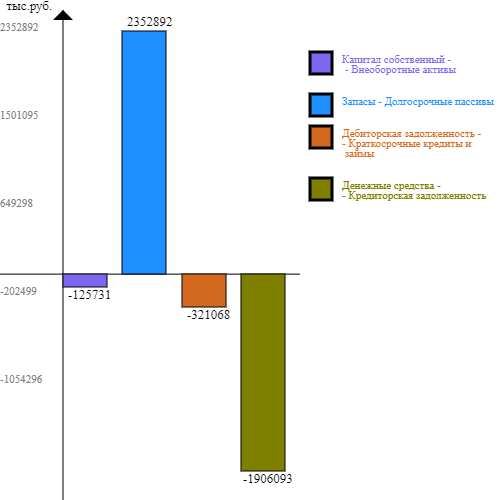 тыс.руб.
2352892
2352892
1501095
649298
-202499
-1054296
-125731
-321068
-1906093
Капитал собственный -
- Внеоборотные активы
Запасы - Долгосрочные пассивы
Дебиторская задолженность -
- Краткосрочные кредиты и
займы
Денежные средства -
- Кредиторская задолженность